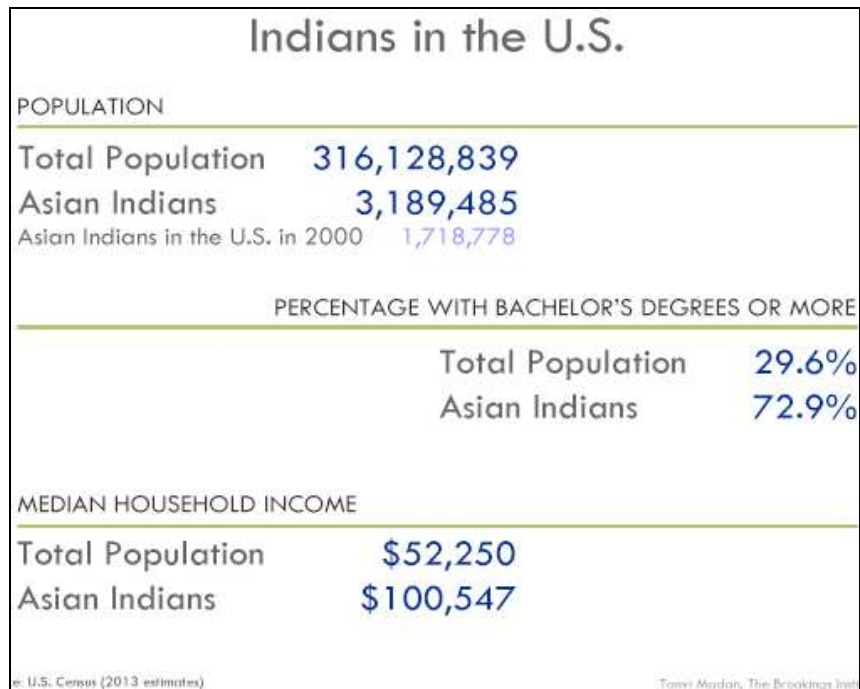 Indians in the U.S.
POPULATION
Total Population 316,128,839
Asian Indians 3,189,485
Asian Indians in the U.S. in 2000 1,718,778
PERCENTAGE WITH BACHELOR'S DEGREES OR MORE
Total Population 29.6%
Asian Indians 72.9%
MEDIAN HOUSEHOLD INCOME
Total Population $52,250
Asian Indians $100,547
e: U.S. Census (2013 estimates)
Tanvi Madan, The Brookings Insti